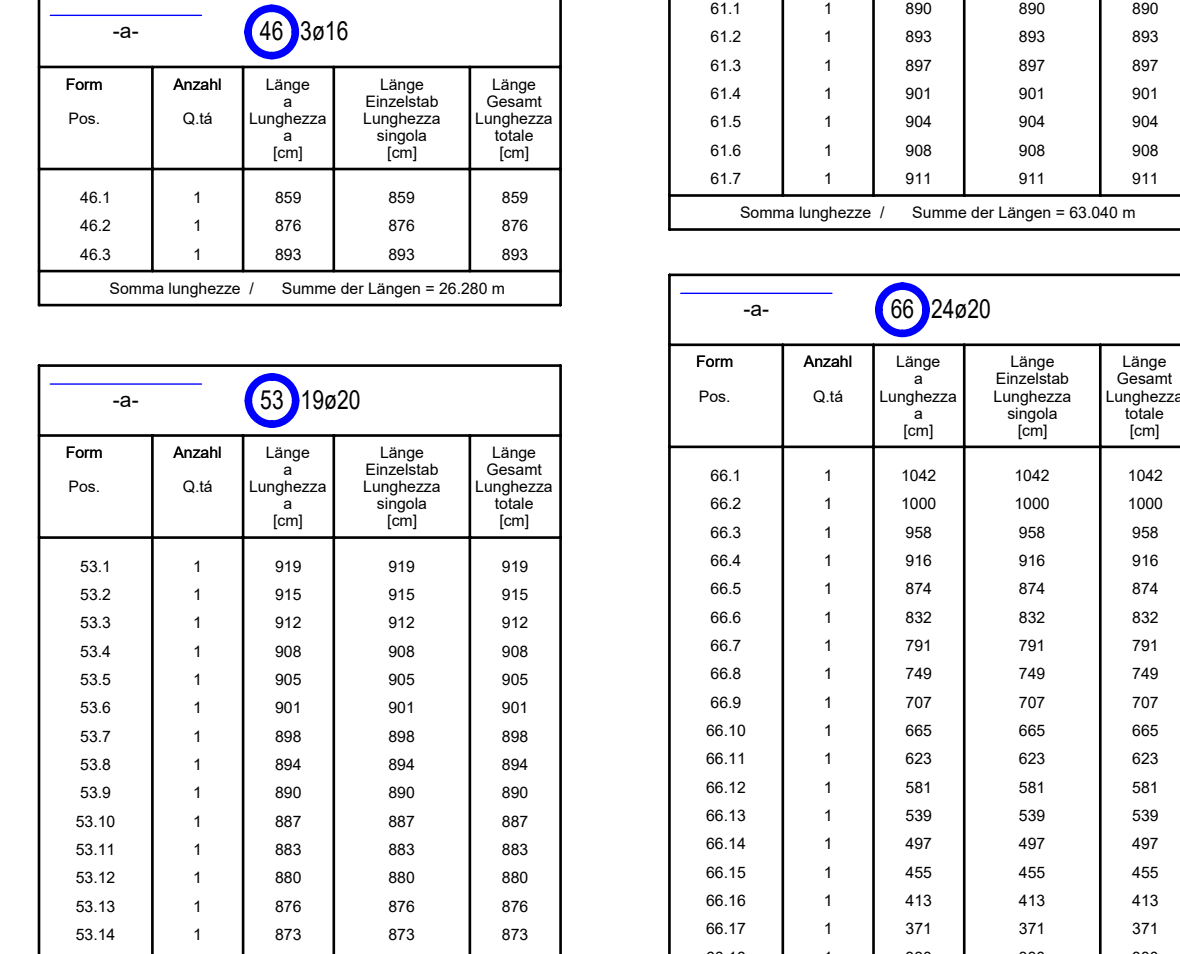 -a- 46 3ø16
Form Anzahl Länge Länge Länge
a Einzelstab Gesamt
Pos. Q.tá Lunghezza Lunghezza Lunghezza
a singola totale
[cm] [cm] [cm]
46.1 1 859 859 859
46.2 1 876 876 876
46.3 1 893 893 893
Somma lunghezze / Summe der Längen = 26.280 m
-a- 53 19ø20
Form Anzahl Länge Länge Länge
a Einzelstab Gesamt
Pos. Q.tá Lunghezza Lunghezza Lunghezza
a singola totale
[cm] [cm] [cm]
53.1 1 919 919 919
53.2 1 915 915 915
53.3 1 912 912 912
53.4 1 908 908 908
53.5 1 905 905 905
53.6 1 901 901 901
53.7 1 898 898 898
53.8 1 894 894 894
53.9 1 890 890 890
53.10 1 887 887 887
53.11 1 883 883 883
53.12 1 880 880 880
53.13 1 876 876 876
53.14 1 873 873 873
61.1 1 890 890 890
61.2 1 893 893 893
61.3 1 897 897 897
61.4 1 901 901 901
61.5 1 904 904 904
61.6 1 908 908 908
61.7 1 911 911 911
Somma lunghezze / Summe der Längen = 63.040 m
-a- 66 24ø20
Form Anzahl Länge Länge Länge
a Einzelstab Gesamt
Pos. Q.tá Lunghezza Lunghezza Lunghezza
a singola totale
[cm] [cm] [cm]
66.1 1 1042 1042 1042
66.2 1 1000 1000 1000
66.3 1 958 958 958
66.4 1 916 916 916
66.5 1 874 874 874
66.6 1 832 832 832
66.7 1 791 791 791
66.8 1 749 749 749
66.9 1 707 707 707
66.10 1 665 665 665
66.11 1 623 623 623
66.12 1 581 581 581
66.13 1 539 539 539
66.14 1 497 497 497
66.15 1 455 455 455
66.16 1 413 413 413
66.17 1 371 371 371